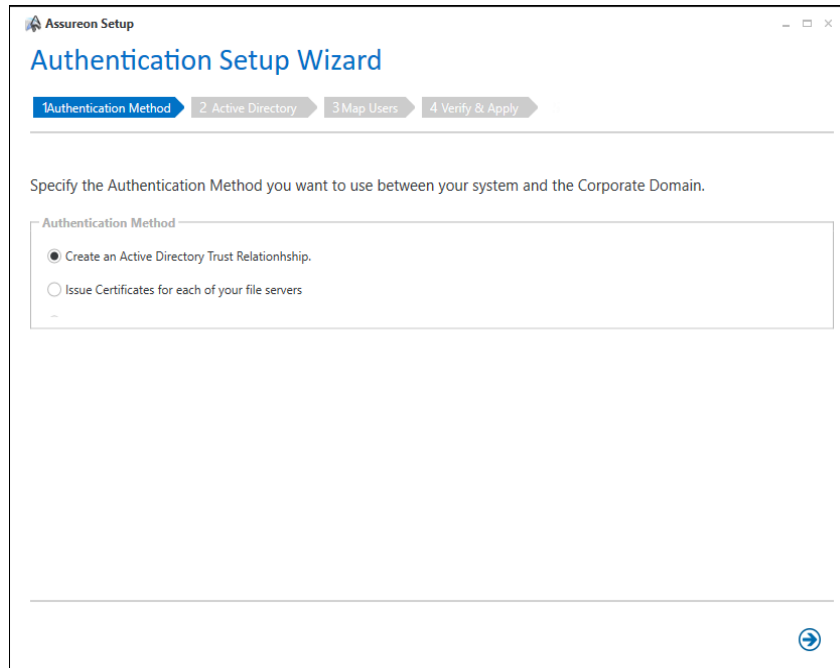 Assureon Setup
Authentication Setup Wizard
1Authentication Method 2 Active Directory 3 Map Users 4 Verify & Apply
Specify the Authentication Method you want to use between your system and the Corporate Domain.
Authentication Method
Create an Active Directory Trust Relationhship.
Issue Certificates for each of your file servers